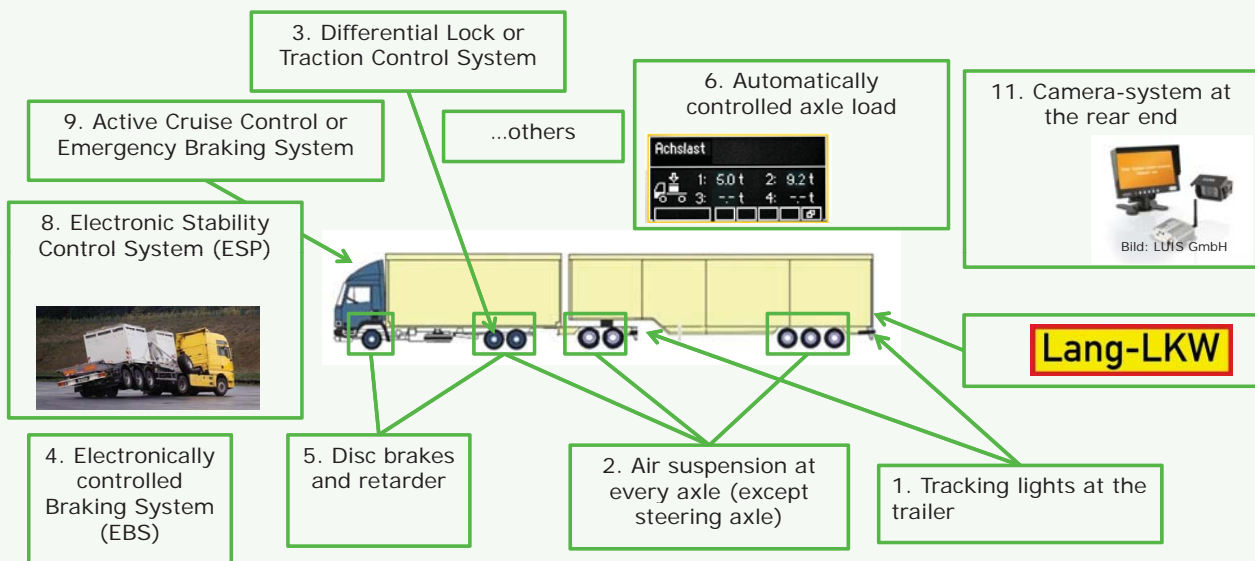 3. Differential Lock or
Traction Control System
6. Automatically
controlled axle load
Achslast
1: 5.0 t 2: 9.2 t
3: -.- t 4: -.- t
11. Camera-system at
the rear end
Bild: LUIS GmbH
9. Active Cruise Control or
Emergency Braking System
...others
8. Electronic Stability
Control System (ESP)
Lang-LKW
4. Electronically
controlled
Braking System
(EBS)
5. Disc brakes
and retarder
2. Air suspension at
every axle (except
steering axle)
1. Tracking lights at the
trailer